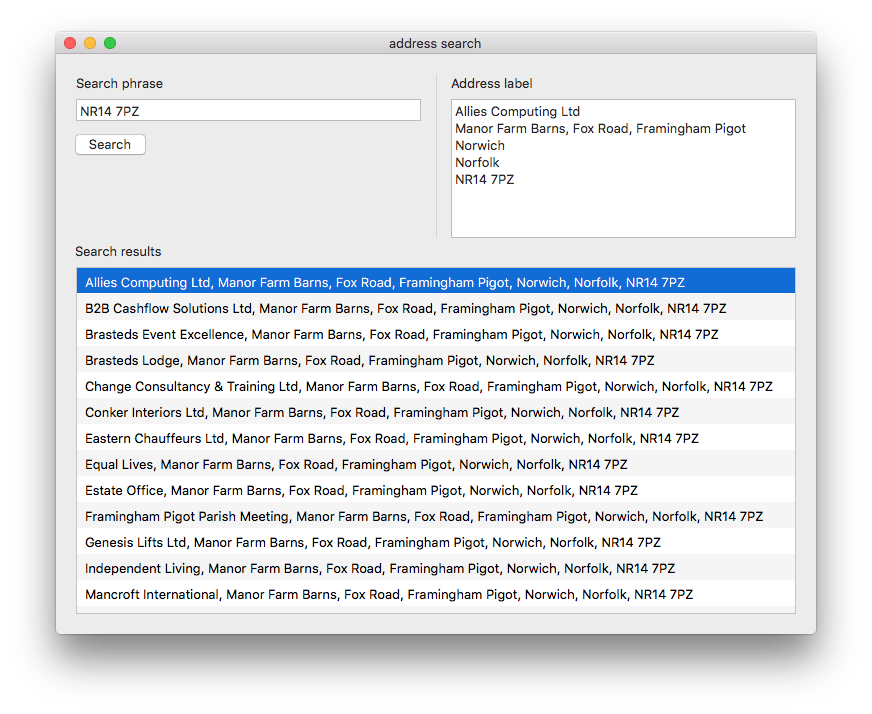 address search
Search phrase
NR14 7PZ
Search
Address label
Allies Computing Ltd
Manor Farm Barns, Fox Road, Framingham Pigot
Norwich
Norfolk
NR14 7PZ
Search results
Allies Computing Ltd, Manor Farm Barns, Fox Road, Framingham Pigot, Norwich, Norfolk, NR14 7PZ
B2B Cashflow Solutions Ltd, Manor Farm Barns, Fox Road, Framingham Pigot, Norwich, Norfolk, NR14 7PZ
Brasteds Event Excellence, Manor Farm Barns, Fox Road, Framingham Pigot, Norwich, Norfolk, NR14 7PZ
Brasteds Lodge, Manor Farm Barns, Fox Road, Framingham Pigot, Norwich, Norfolk, NR14 7PZ
Change Consultancy & Training Ltd, Manor Farm Barns, Fox Road, Framingham Pigot, Norwich, Norfolk, NR14 7PZ
Conker Interiors Ltd, Manor Farm Barns, Fox Road, Framingham Pigot, Norwich, Norfolk, NR14 7PZ
Eastern Chauffeurs Ltd, Manor Farm Barns, Fox Road, Framingham Pigot, Norwich, Norfolk, NR14 7PZ
Equal Lives, Manor Farm Barns, Fox Road, Framingham Pigot, Norwich, Norfolk, NR14 7PZ
Estate Office, Manor Farm Barns, Fox Road, Framingham Pigot, Norwich, Norfolk, NR14 7PZ
Framingham Pigot Parish Meeting, Manor Farm Barns, Fox Road, Framingham Pigot, Norwich, Norfolk, NR14 7PZ
Genesis Lifts Ltd, Manor Farm Barns, Fox Road, Framingham Pigot, Norwich, Norfolk, NR14 7PZ
Independent Living, Manor Farm Barns, Fox Road, Framingham Pigot, Norwich, Norfolk, NR14 7PZ
Mancroft International, Manor Farm Barns, Fox Road, Framingham Pigot, Norwich, Norfolk, NR14 7PZ